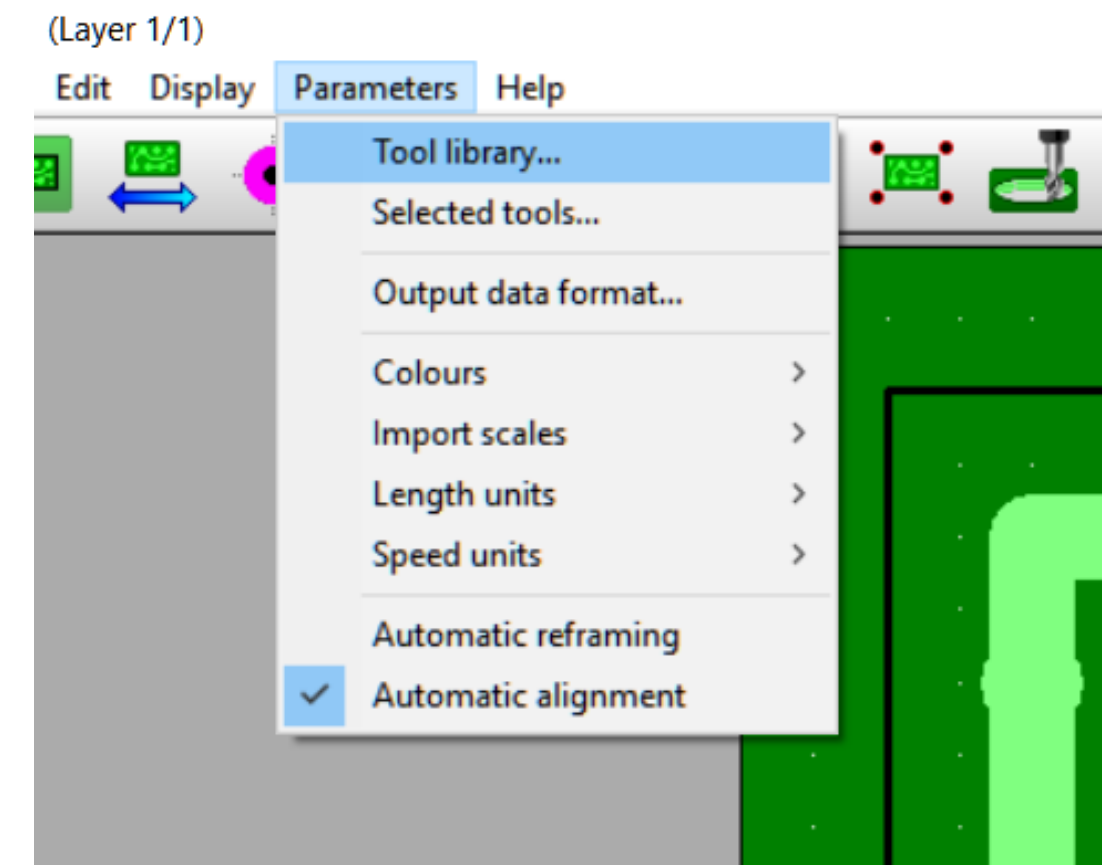 (Layer 1/1)
Edit Display Parameters Help
Tool library...
Selected tools...
Output data format...
Colours
Import scales
Length units
Speed units
Automatic reframing
Automatic alignment